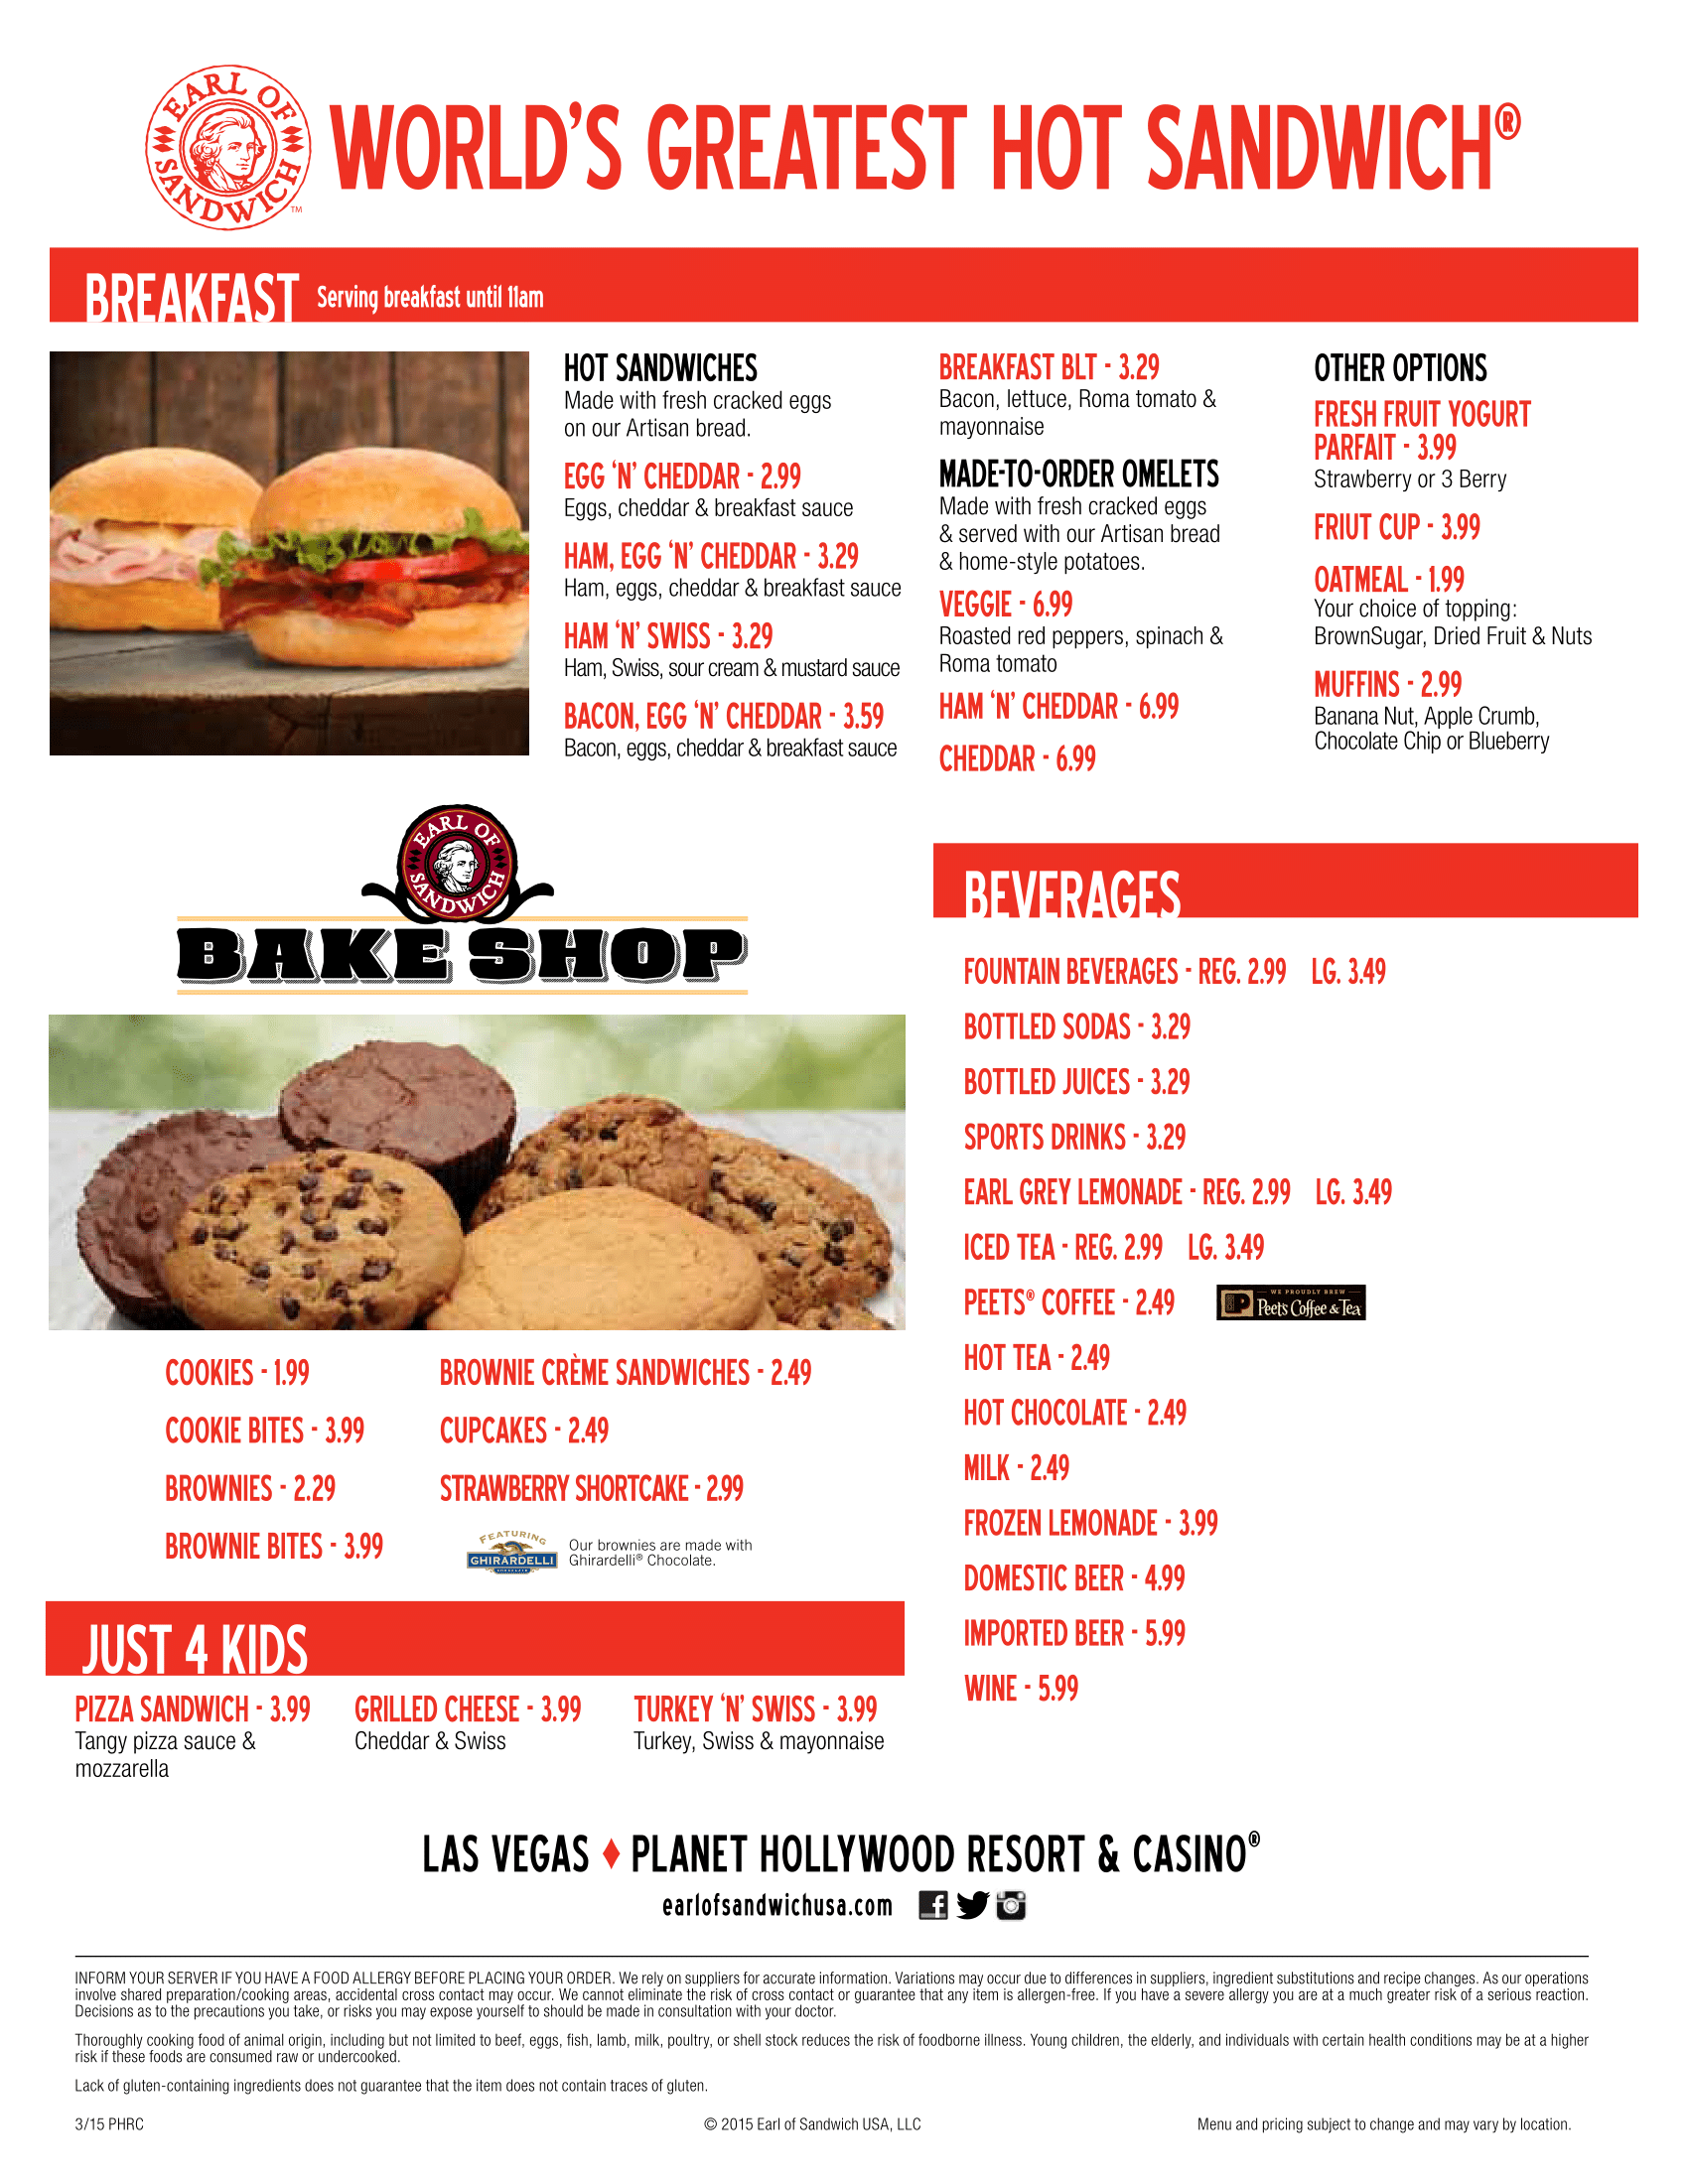 EARL OF SANDWICH TM
WORLD'S GREATEST HOT SANDWICH®
BREAKFAST Serving breakfast until 11am
HOT SANDWICHES
Made with fresh cracked eggs
on our Artisan bread.
EGG 'N' CHEDDAR - 2.99
Eggs, cheddar & breakfast sauce
HAM, EGG 'N' CHEDDAR - 3.29
Ham, eggs, cheddar & breakfast sauce
HAM 'N' SWISS - 3.29
Ham, Swiss, sour cream & mustard sauce
BACON, EGG 'N' CHEDDAR - 3.59
Bacon, eggs, cheddar & breakfast sauce
BREAKFAST BLT - 3.29
Bacon, lettuce, Roma tomato &
mayonnaise
MADE-TO-ORDER OMELETS
Made with fresh cracked eggs
& served with our Artisan bread
& home-style potatoes.
VEGGIE - 6.99
Roasted red peppers, spinach &
Roma tomato
HAM 'N' CHEDDAR - 6.99
CHEDDAR - 6.99
OTHER OPTIONS
FRESH FRUIT YOGURT
PARFAIT - 3.99
Strawberry or 3 Berry
FRIUT CUP - 3.99
OATMEAL - 1.99
Your choice of topping:
BrownSugar, Dried Fruit & Nuts
MUFFINS - 2.99
Banana Nut, Apple Crumb,
Chocolate Chip or Blueberry
EARL OF SANDWICH
BAKE SHOP
COOKIES - 1.99
COOKIE BITES - 3.99
BROWNIES - 2.29
BROWNIE BITES - 3.99
BROWNIE CRÈME SANDWICHES - 2.49
CUPCAKES - 2.49
STRAWBERRY SHORTCAKE - 2.99
FEATURING
GHIRARDELLI
Our brownies are made with
Ghirardelli® Chocolate.
JUST 4 KIDS
PIZZA SANDWICH - 3.99
Tangy pizza sauce &
mozzarella
GRILLED CHEESE - 3.99
Cheddar & Swiss
TURKEY 'N' SWISS - 3.99
Turkey, Swiss & mayonnaise
BEVERAGES
FOUNTAIN BEVERAGES - REG. 2.99 LG. 3.49
BOTTLED SODAS - 3.29
BOTTLED JUICES - 3.29
SPORTS DRINKS - 3.29
EARL GREY LEMONADE - REG. 2.99 LG. 3.49
ICED TEA - REG. 2.99 LG. 3.49
PEETS® COFFEE - 2.49
WE PROUDLY BREW
Peet's Coffee & Tea
HOT TEA - 2.49
HOT CHOCOLATE - 2.49
MILK - 2.49
FROZEN LEMONADE - 3.99
DOMESTIC BEER - 4.99
IMPORTED BEER - 5.99
WINE - 5.99
LAS VEGAS ♦ PLANET HOLLYWOOD RESORT & CASINO®
earlofsandwichusa.com
INFORM YOUR SERVER IF YOU HAVE A FOOD ALLERGY BEFORE PLACING YOUR ORDER. We rely on suppliers for accurate information. Variations may occur due to differences in suppliers, ingredient substitutions and recipe changes. As our operations
involve shared preparation/cooking areas, accidental cross contact may occur. We cannot eliminate the risk of cross contact or guarantee that any item is allergen-free. If you have a severe allergy you are at a much greater risk of a serious reaction.
Decisions as to the precautions you take, or risks you may expose yourself to should be made in consultation with your doctor.
Thoroughly cooking food of animal origin, including but not limited to beef, eggs, fish, lamb, milk, poultry, or shell stock reduces the risk of foodborne illness. Young children, the elderly, and individuals with certain health conditions may be at a higher
risk if these foods are consumed raw or undercooked.
Lack of gluten-containing ingredients does not guarantee that the item does not contain traces of gluten.
3/15 PHRC
© 2015 Earl of Sandwich USA, LLC
Menu and pricing subject to change and may vary by location.